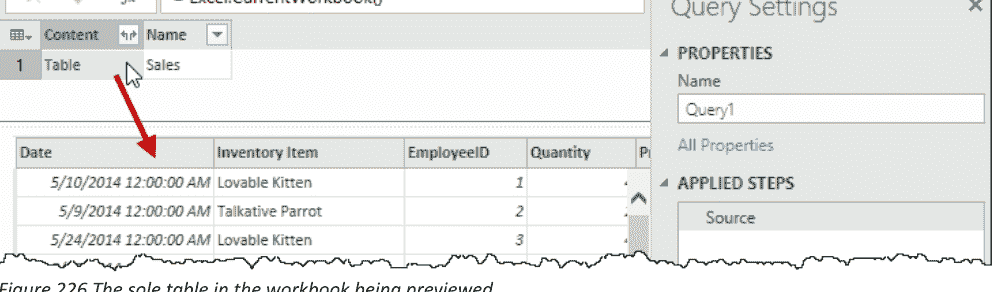 Excel.CurrentWorkbook()
Query Settings
Content Name
1 Table Sales
PROPERTIES
Name
Query1
All Properties
APPLIED STEPS
Source
Date Inventory Item EmployeeID Quantity
5/10/2014 12:00:00 AM Lovable Kitten 1
5/9/2014 12:00:00 AM Talkative Parrot 2
5/24/2014 12:00:00 AM Lovable Kitten 3
Figure 226 The sole table in the workbook being previewed